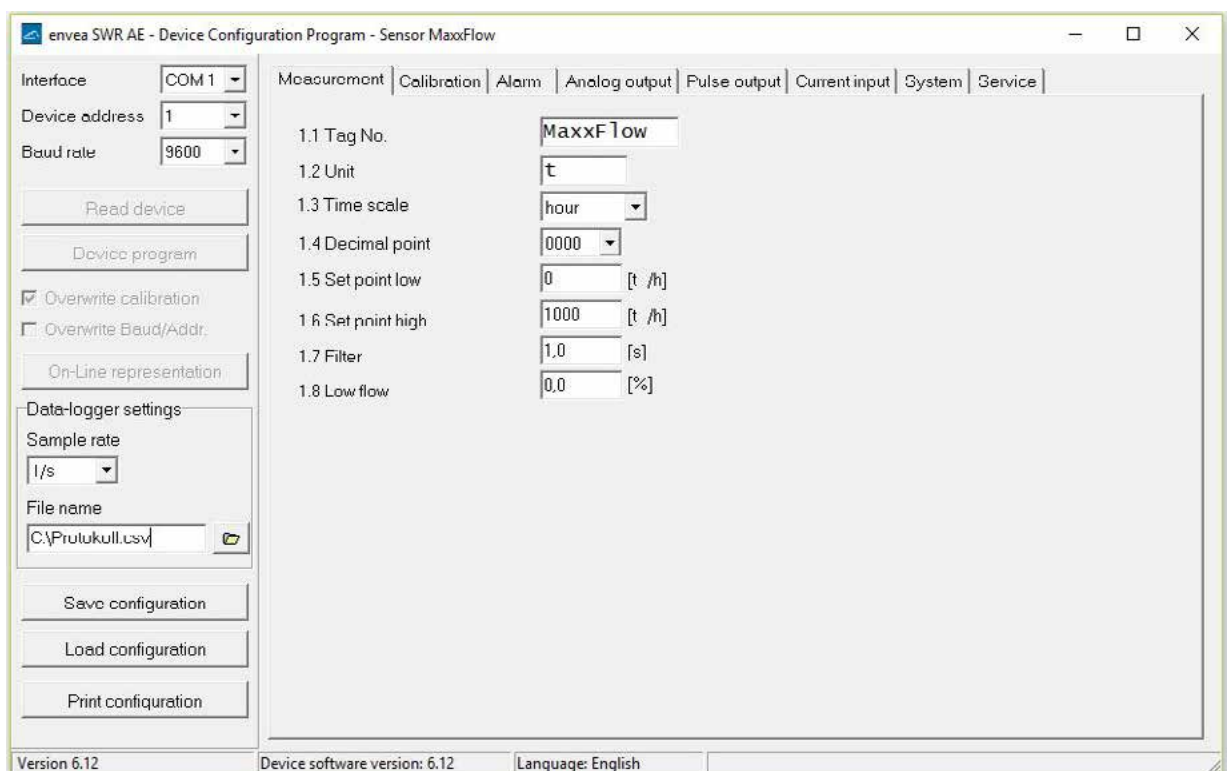 envea SWR AE - Device Configuration Program - Sensor MaxxFlow
Interface COM 1
Device address 1
Baud rate 9600
Read device
Device program
Overwrite calibration
Overwrite Baud/Addr.
On-Line representation
Data-logger settings
Sample rate
1/s
File name
C:\Protokoll.csv
Save configuration
Load configuration
Print configuration
Measurement Calibration Alarm Analog output Pulse output Current input System Service
1.1 Tag No. MaxxFlow
1.2 Unit t
1.3 Time scale hour
1.4 Decimal point 0000
1.5 Set point low 0 [t /h]
1.6 Set point high 1000 [t /h]
1.7 Filter 1,0 [s]
1.8 Low flow 0,0 [%]
Version 6.12 Device software version: 6.12 Language: English